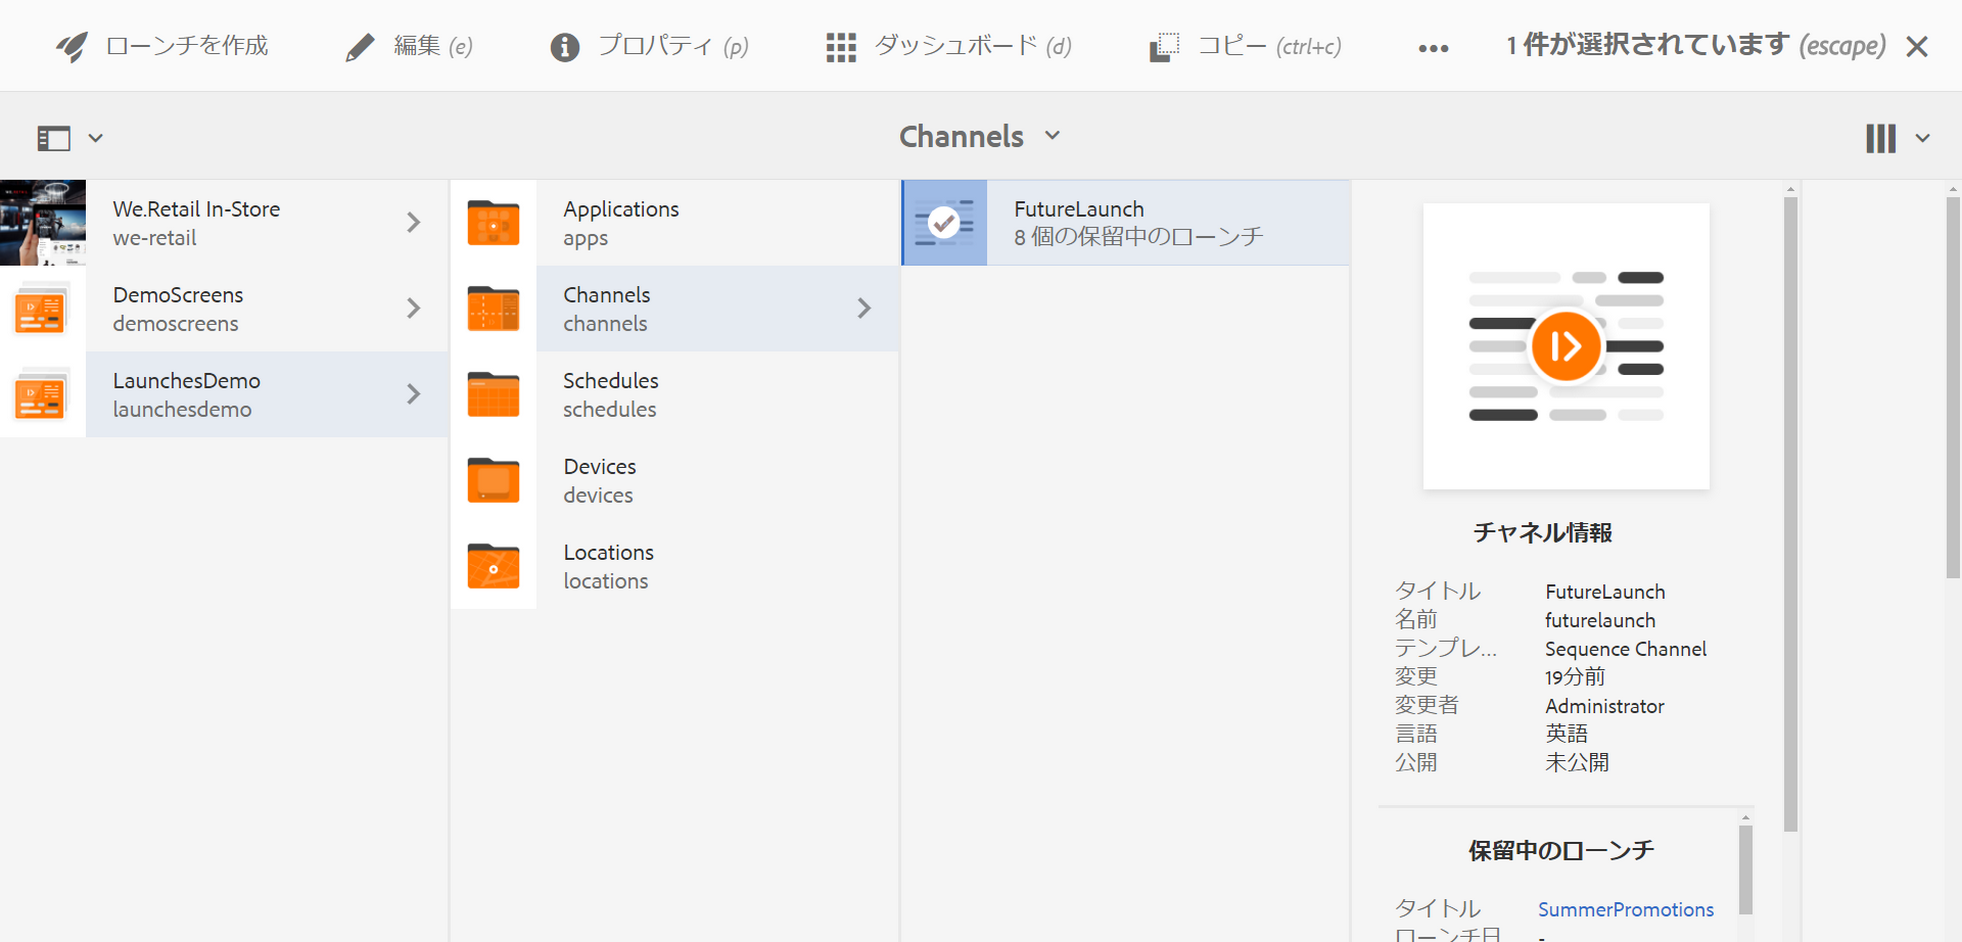 ローンチを作成
編集 (e)
プロパティ (p)
ダッシュボード (d)
コピー (ctrl+c)
1 件が選択されています (escape)
Channels
We.Retail In-Store
we-retail
DemoScreens
demoscreens
LaunchesDemo
launchesdemo
Applications
apps
Channels
channels
Schedules
schedules
Devices
devices
Locations
locations
FutureLaunch
8 個の保留中のローンチ
チャネル情報
タイトル FutureLaunch
名前 futurelaunch
テンプレ... Sequence Channel
変更 19分前
変更者 Administrator
言語 英語
公開 未公開
保留中のローンチ
タイトル SummerPromotions
ローンチ日 -